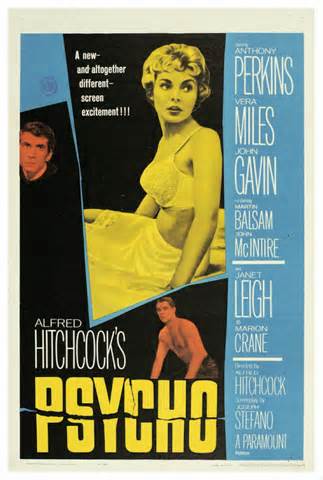 A new-
and altogether
different-
screen
excitement!!!
starring
ANTHONY
PERKINS
VERA
MILES
JOHN
GAVIN
co-starring
MARTIN
BALSAM
JOHN
McINTIRE
and
JANET
LEIGH
as
MARION
CRANE
Directed by
ALFRED
HITCHCOCK
Screenplay by
JOSEPH
STEFANO
A PARAMOUNT
Release
ALFRED
HITCHCOCK'S
PSYCHO